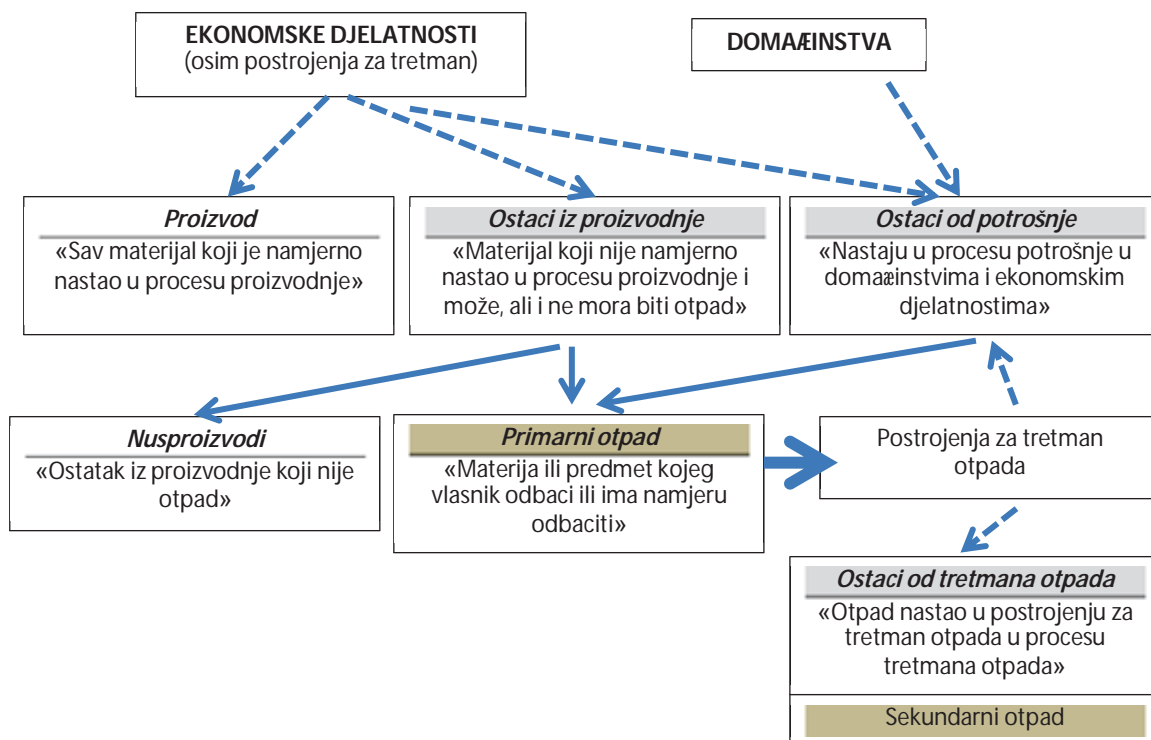 EKONOMSKE DJELATNOSTI
(osim postrojenja za tretman)
DOMAÆINSTVA
Proizvod
«Sav materijal koji je namjerno
nastao u procesu proizvodnje»
Ostaci iz proizvodnje
«Materijal koji nije namjerno
nastao u procesu proizvodnje i
može, ali i ne mora biti otpad»
Ostaci od potrošnje
«Nastaju u procesu potrošnje u
domaæinstvima i ekonomskim
djelatnostima»
Nusproizvodi
«Ostatak iz proizvodnje koji nije
otpad»
Primarni otpad
«Materija ili predmet kojeg
vlasnik odbaci ili ima namjeru
odbaciti»
Postrojenja za tretman
otpada
Ostaci od tretmana otpada
«Otpad nastao u postrojenju za
tretman otpada u procesu
tretmana otpada»
Sekundarni otpad